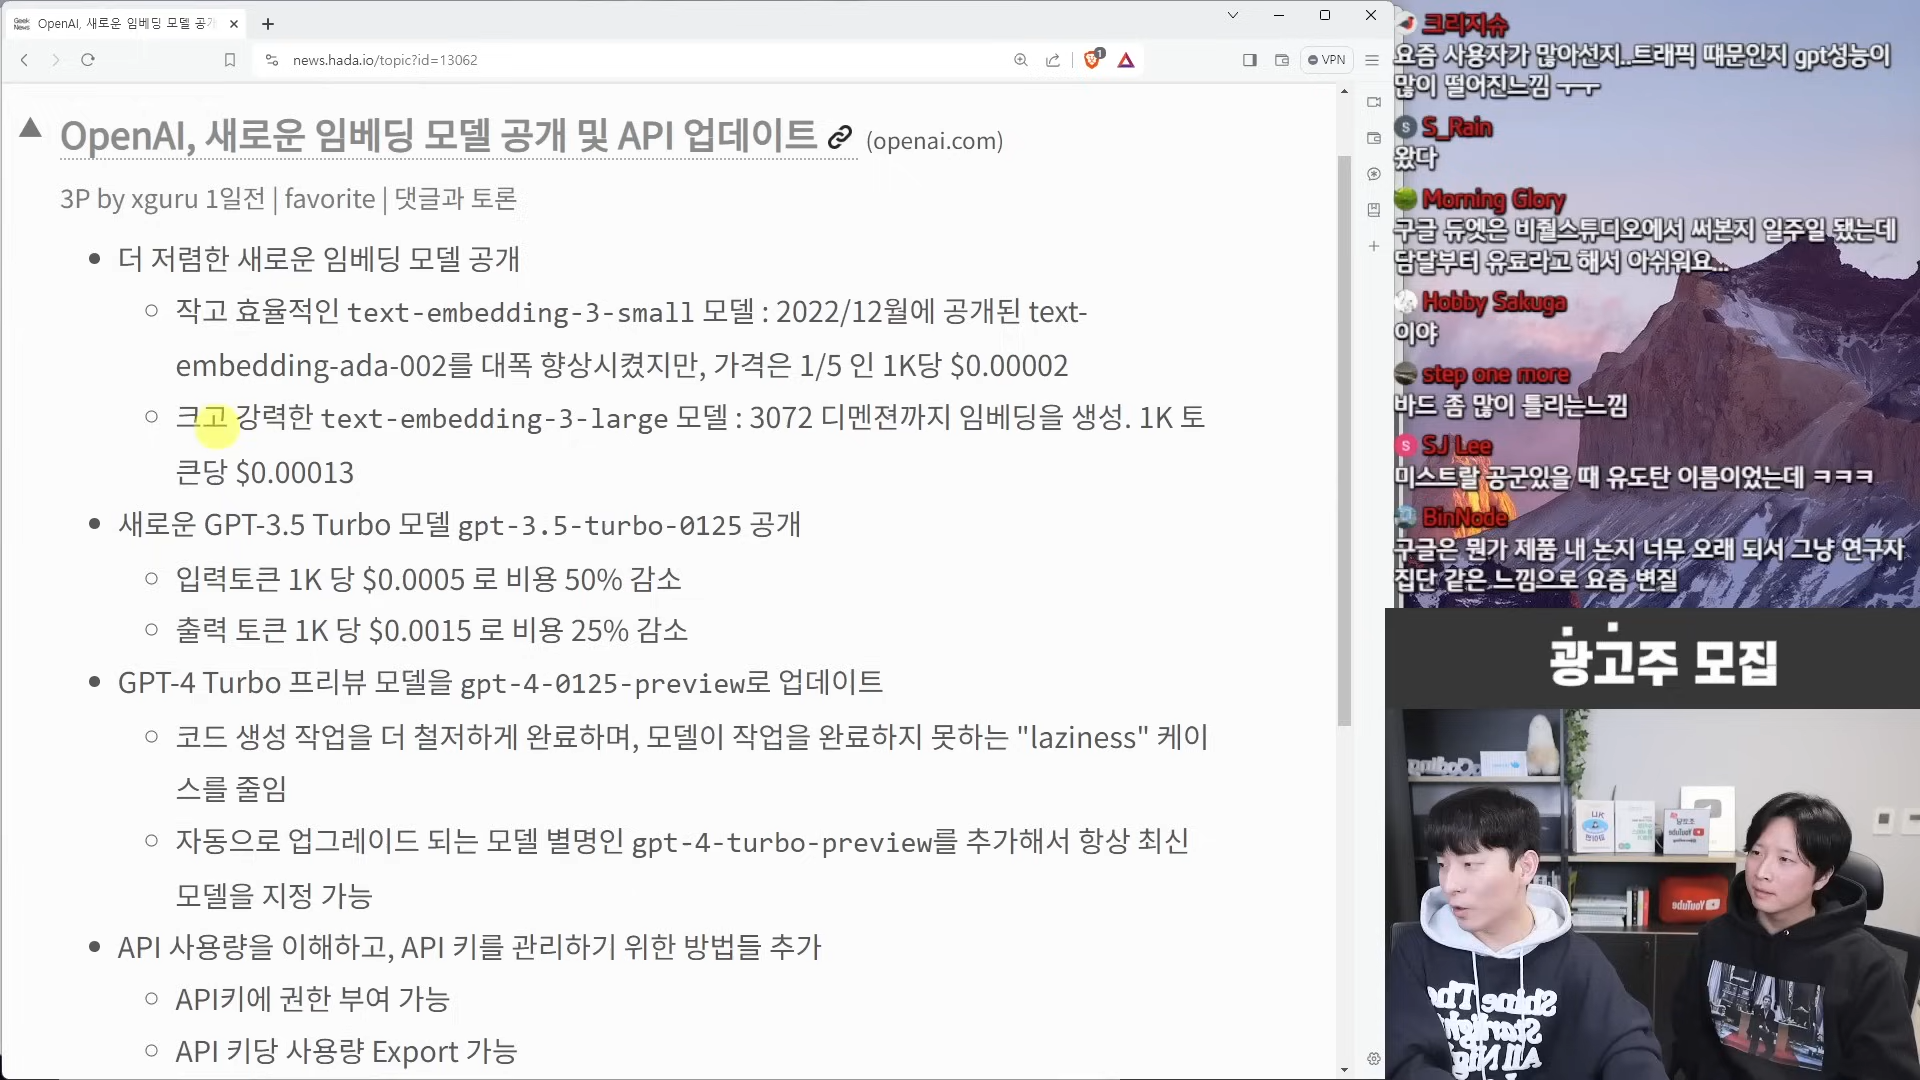 OpenAI, 새로운 임베딩 모델 공개
news.hada.io/topic?id=13062
1
VPN
OpenAI, 새로운 임베딩 모델 공개 및 API 업데이트 (openai.com)
3P by xguru 1일전 | favorite | 댓글과 토론
더 저렴한 새로운 임베딩 모델 공개
작고 효율적인 text-embedding-3-small 모델 : 2022/12월에 공개된 text-
embedding-ada-002를 대폭 향상시켰지만, 가격은 1/5 인 1K당 $0.00002
크고 강력한 text-embedding-3-large 모델 : 3072 디멘젼까지 임베딩을 생성. 1K 토
큰당 $0.00013
새로운 GPT-3.5 Turbo 모델 gpt-3.5-turbo-0125 공개
입력토큰 1K 당 $0.0005 로 비용 50% 감소
출력 토큰 1K 당 $0.0015 로 비용 25% 감소
GPT-4 Turbo 프리뷰 모델을 gpt-4-0125-preview로 업데이트
코드 생성 작업을 더 철저하게 완료하며, 모델이 작업을 완료하지 못하는 "laziness" 케이
스를 줄임
자동으로 업그레이드 되는 모델 별명인 gpt-4-turbo-preview를 추가해서 항상 최신
모델을 지정 가능
API 사용량을 이해하고, API 키를 관리하기 위한 방법들 추가
API키에 권한 부여 가능
API 키당 사용량 Export 가능
크리지슈
요즘 사용자가 많아선지..트래픽 떄문인지 gpt성능이
많이 떨어진느낌 ㅜㅜ
S S_Rain
왔다
Morning Glory
구글 듀엣은 비쥘스튜디오에서 써본지 일주일 됐는데
담달부터 유료라고 해서 아쉬워요...
Hobby Sakuga
이야
step one more
바드 좀 많이 틀리는느낌
S SJ Lee
미스트랄 공군있을 때 유도탄 이름이었는데 ㅋㅋㅋ
BinNode
구글은 뭔가 제품 내 논지 너무 오래 되서 그냥 연구자
집단 같은 느낌으로 요즘 변질
광고주 모집
YouTube
YouTube
Shine The
Starlight
All Nig